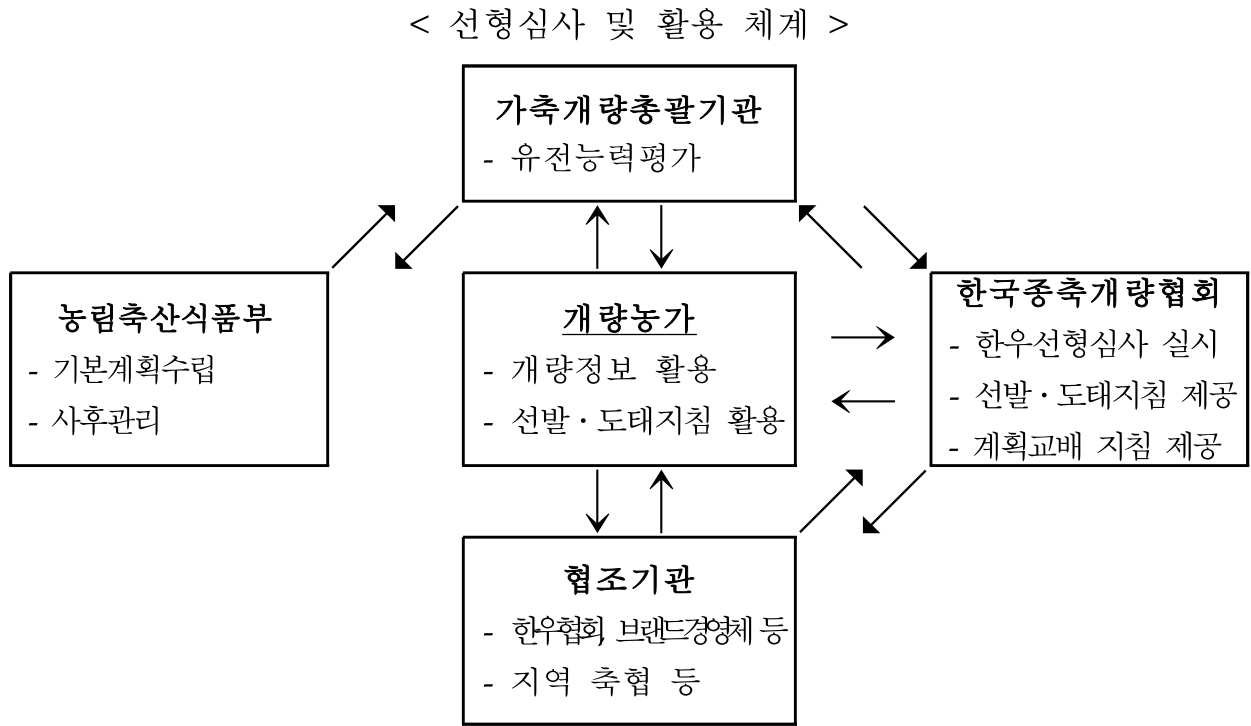 < 선형심사 및 활용 체계 >
가축개량총괄기관
- 유전능력평가
농림축산식품부
- 기본계획수립
- 사후관리
개량농가
- 개량정보 활용
- 선발·도태지침 활용
한국종축개량협회
- 한우선형심사 실시
- 선발·도태지침 제공
- 계획교배 지침 제공
협조기관
- 한우협회, 브랜드경영체 등
- 지역 축협 등